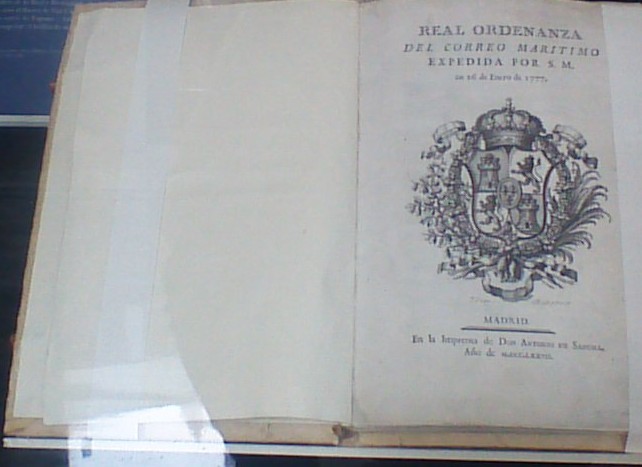 REAL ORDENANZA
DEL CORREO MARITIMO
EXPEDIDA POR S. M.
en 26 de Enero de 1777.
MADRID.
En la Imprenta de Don Antonio de Sancha,
Año de MDCCLXXVII.